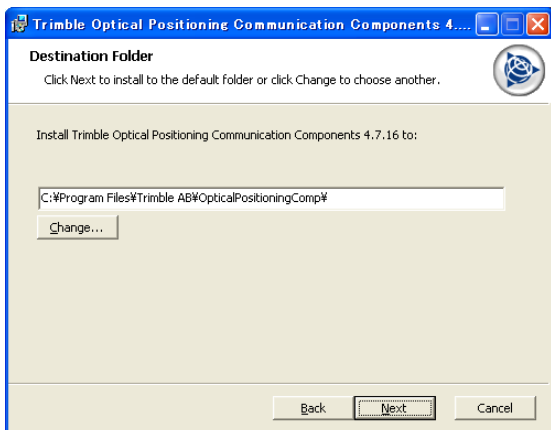 Trimble Optical Positioning Communication Components 4....
Destination Folder
Click Next to install to the default folder or click Change to choose another.
Install Trimble Optical Positioning Communication Components 4.7.16 to:
C:¥Program Files¥Trimble AB¥OpticalPositioningComp¥
Change...
Back Next Cancel